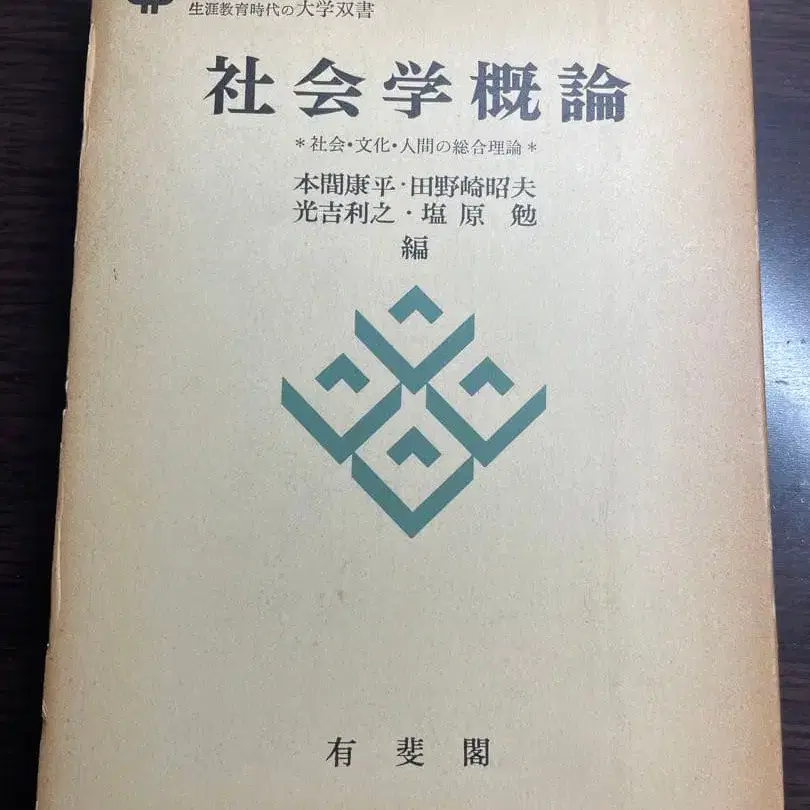 生涯教育時代の大学双書
社会学概論
*社会・文化・人間の総合理論*
本間康平・田野崎昭夫
光吉利之・塩原 勉
編
有斐閣